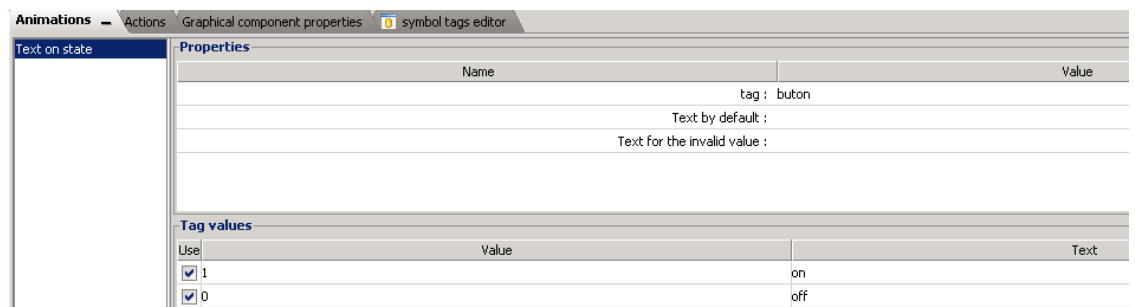 Animations Actions Graphical component properties symbol tags editor
Text on state
Properties
Name Value
tag : buton
Text by default :
Text for the invalid value :
Tag values
Use Value Text
1 on
0 off